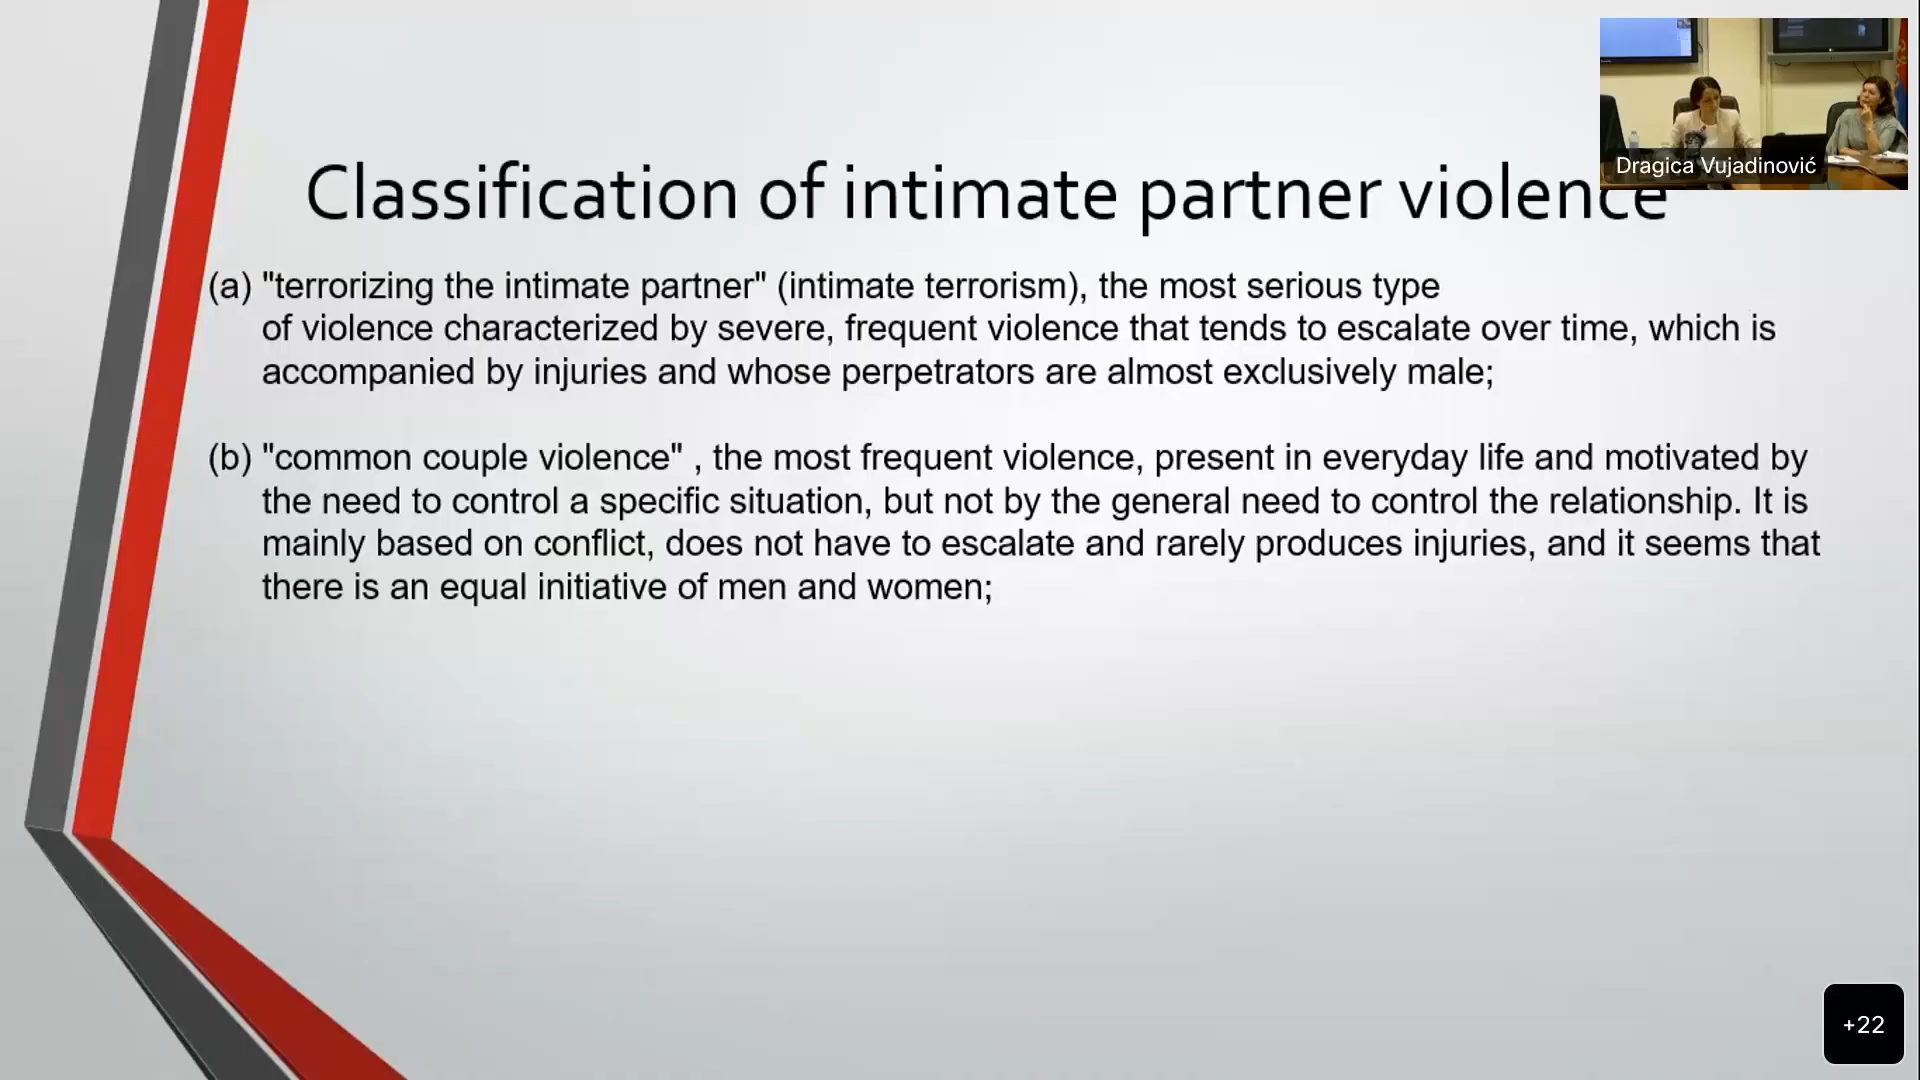 Dragica Vujadinović
Classification of intimate partner violence
(a) "terrorizing the intimate partner" (intimate terrorism), the most serious type
of violence characterized by severe, frequent violence that tends to escalate over time, which is
accompanied by injuries and whose perpetrators are almost exclusively male;
(b) "common couple violence" , the most frequent violence, present in everyday life and motivated by
the need to control a specific situation, but not by the general need to control the relationship. It is
mainly based on conflict, does not have to escalate and rarely produces injuries, and it seems that
there is an equal initiative of men and women;
+22